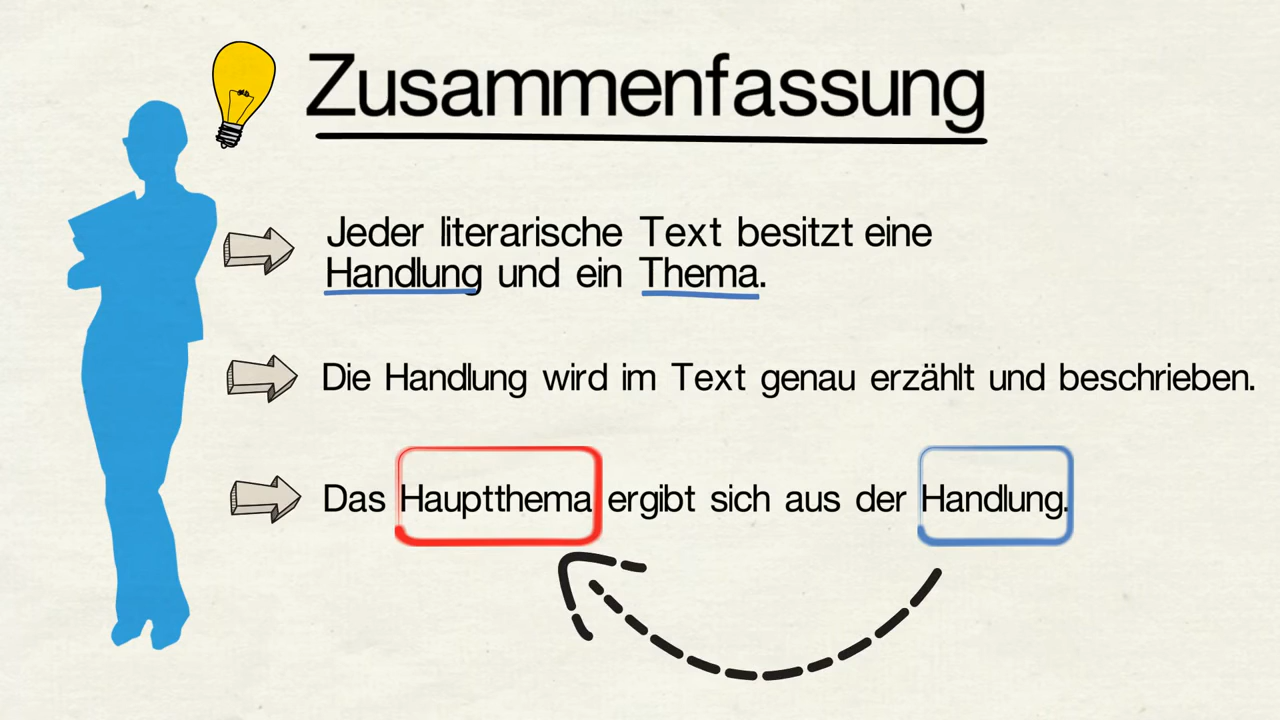 Zusammenfassung
Jeder literarische Text besitzt eine
Handlung und ein Thema.
Die Handlung wird im Text genau erzählt und beschrieben.
Das Hauptthema ergibt sich aus der Handlung.